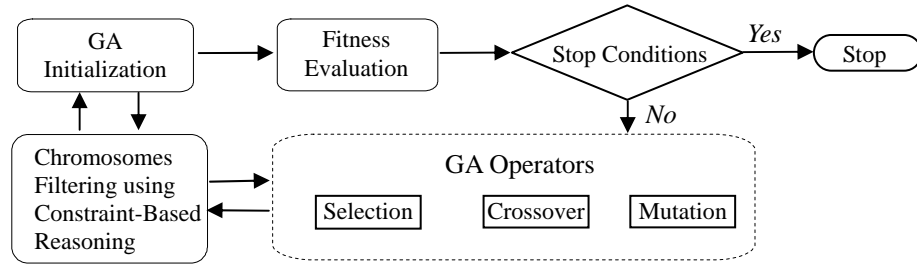 GA
Initialization
Fitness
Evaluation
Stop Conditions
Yes
Stop
No
Chromosomes
Filtering using
Constraint-Based
Reasoning
GA Operators
Selection
Crossover
Mutation